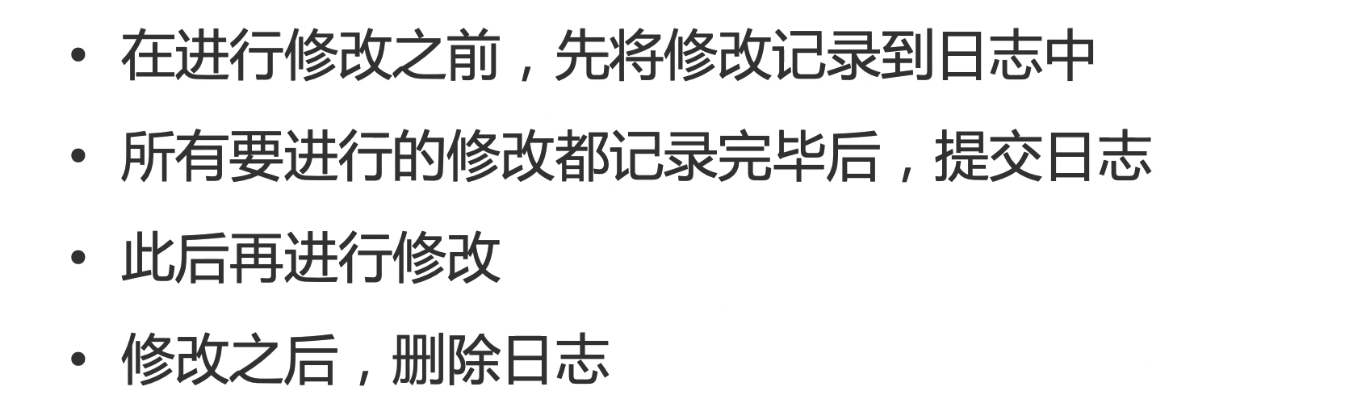 • 在进行修改之前，先将修改记录到日志中
• 所有要进行的修改都记录完毕后，提交日志
• 此后再进行修改
• 修改之后，删除日志